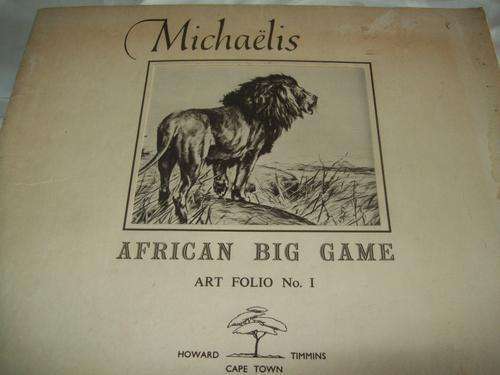 Michaëlis
AFRICAN BIG GAME
ART FOLIO No. I
HOWARD TIMMINS
CAPE TOWN